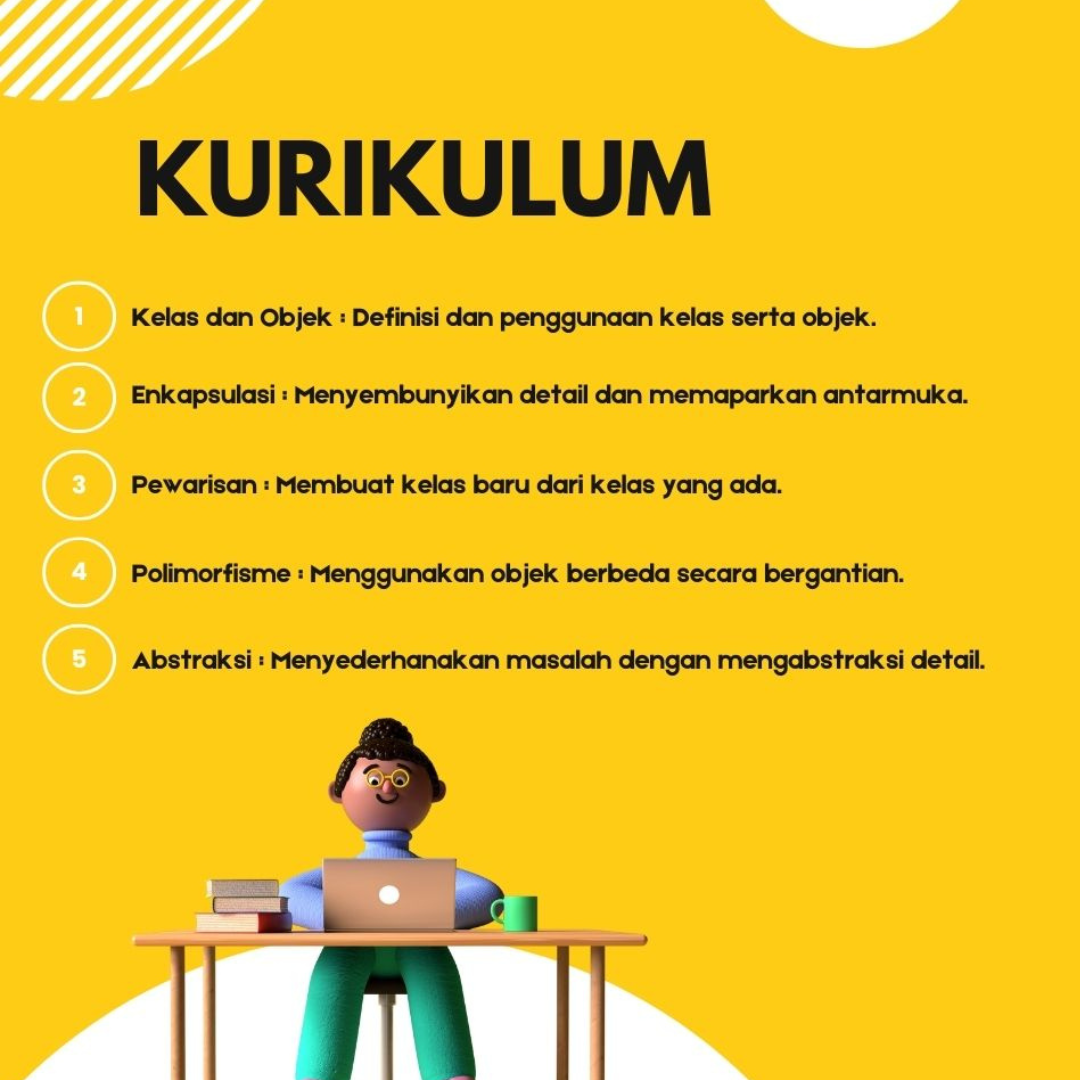 KURIKULUM
1 Kelas dan Objek : Definisi dan penggunaan kelas serta objek.
2 Enkapsulasi : Menyembunyikan detail dan memaparkan antarmuka.
3 Pewarisan : Membuat kelas baru dari kelas yang ada.
4 Polimorfisme : Menggunakan objek berbeda secara bergantian.
5 Abstraksi : Menyederhanakan masalah dengan mengabstraksi detail.